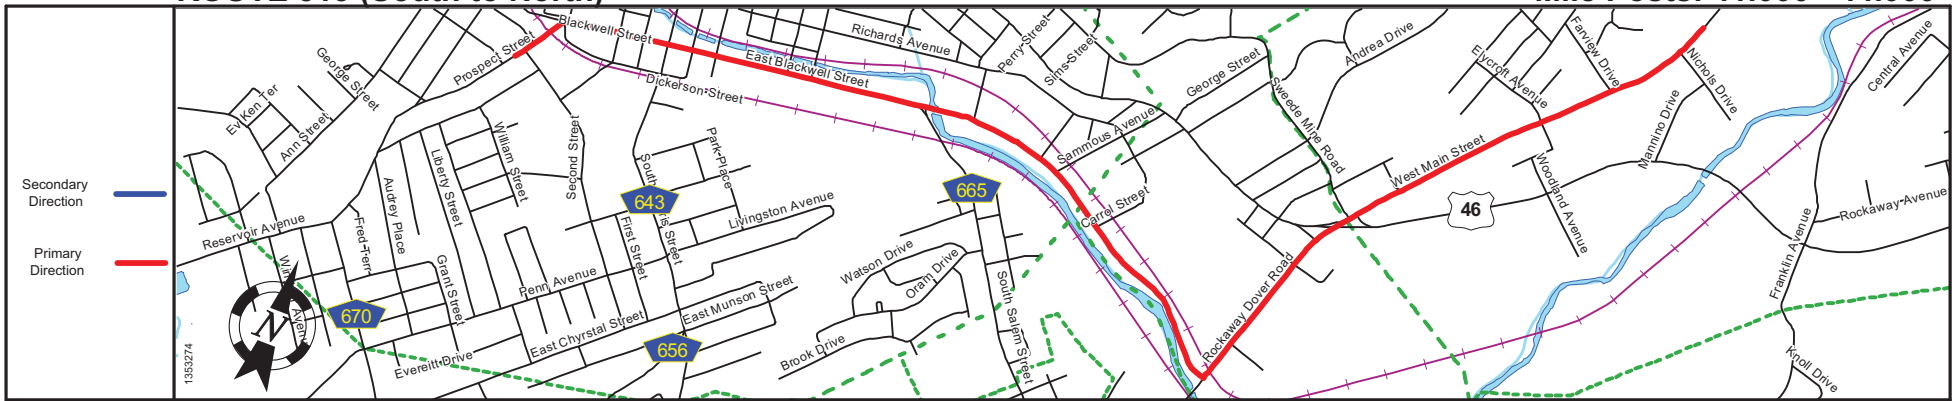 Secondary
Direction
Primary
Direction
Blackwell Street
Prospect Street
George Street
Ev Ken Ter
Ann Street
East Blackwell Street
Dickerson Street
Richards Avenue
Perry Street
Sims Street
George Street
Andrea Drive
Farview Drive
Elycroft Avenue
Nichols Drive
Central Avenue
Mannino Drive
Sweede Mine Road
Sammous Avenue
West Main Street
Woodland Avenue
46
Rockaway Avenue
Franklin Avenue
Knoll Drive
Carrel Street
Rockaway Dover Road
William Street
Second Street
Liberty Street
Audrey Place
Park Place
643
665
Livingston Avenue
First Street
Reservoir Avenue
Grant Street
Penn Avenue
Watson Drive
Oram Drive
South Salem Street
East Munson Street
East Chyrstal Street
670
656
Evereitt Drive
Brook Drive
N
1353274